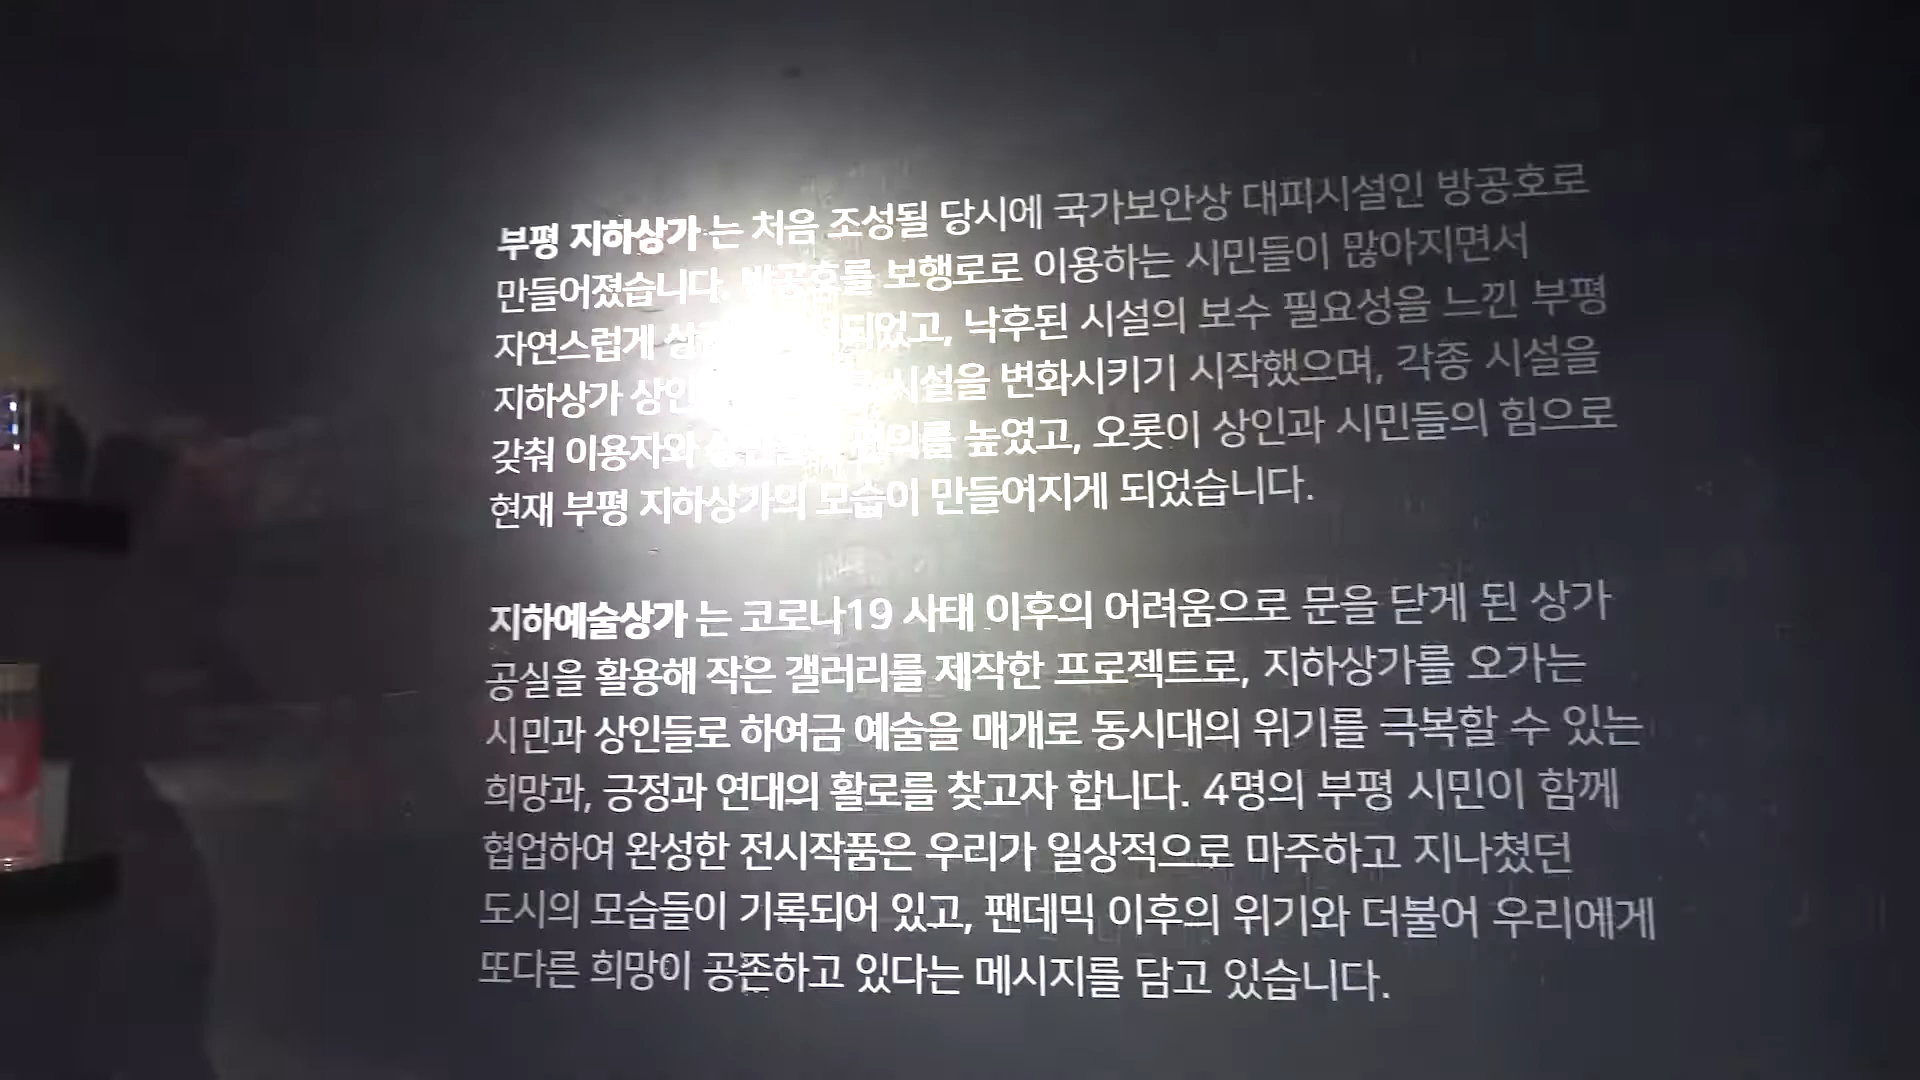 부평 지하상가 는 처음 조성될 당시에 국가보안상 대피시설인 방공호로
만들어졌습니다. 방공호를 보행로로 이용하는 시민들이 많아지면서
자연스럽게 낙후된 시설의 보수 필요성을 느낀 부평
지하상가 시설을 변화시키기 시작했으며, 각종 시설을
갖춰 이용자와 편의를 높였고, 오롯이 상인과 시민들의 힘으로
현재 부평 지하상가의 모습이 만들어지게 되었습니다.
지하예술상가 는 코로나19 사태 이후의 어려움으로 문을 닫게 된 상가
공실을 활용해 작은 갤러리를 제작한 프로젝트로, 지하상가를 오가는
시민과 상인들로 하여금 예술을 매개로 동시대의 위기를 극복할 수 있는
희망과, 긍정과 연대의 활로를 찾고자 합니다. 4명의 부평 시민이 함께
협업하여 완성한 전시작품은 우리가 일상적으로 마주하고 지나쳤던
도시의 모습들이 기록되어 있고, 팬데믹 이후의 위기와 더불어 우리에게
또다른 희망이 공존하고 있다는 메시지를 담고 있습니다.